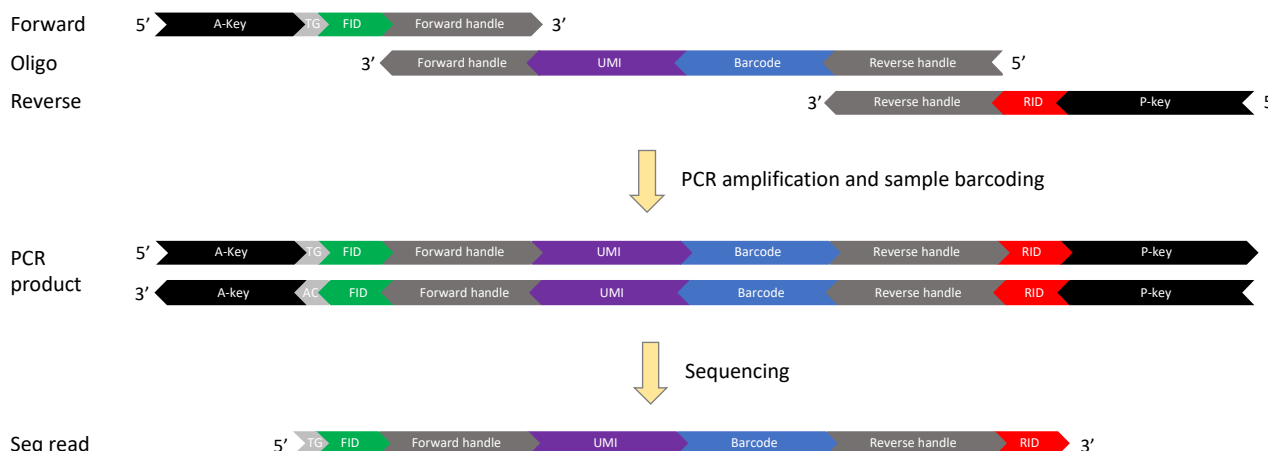 Forward 5’ A-Key TG FID Forward handle 3’
Oligo 3’ Forward handle UMI Barcode Reverse handle 5’
Reverse 3’ Reverse handle RID P-key 5
PCR amplification and sample barcoding
PCR product
5’ A-Key TG FID Forward handle UMI Barcode Reverse handle RID P-key
3’ A-key AC FID Forward handle UMI Barcode Reverse handle RID P-key
Sequencing
Seq read 5’ TG FID Forward handle UMI Barcode Reverse handle RID 3’